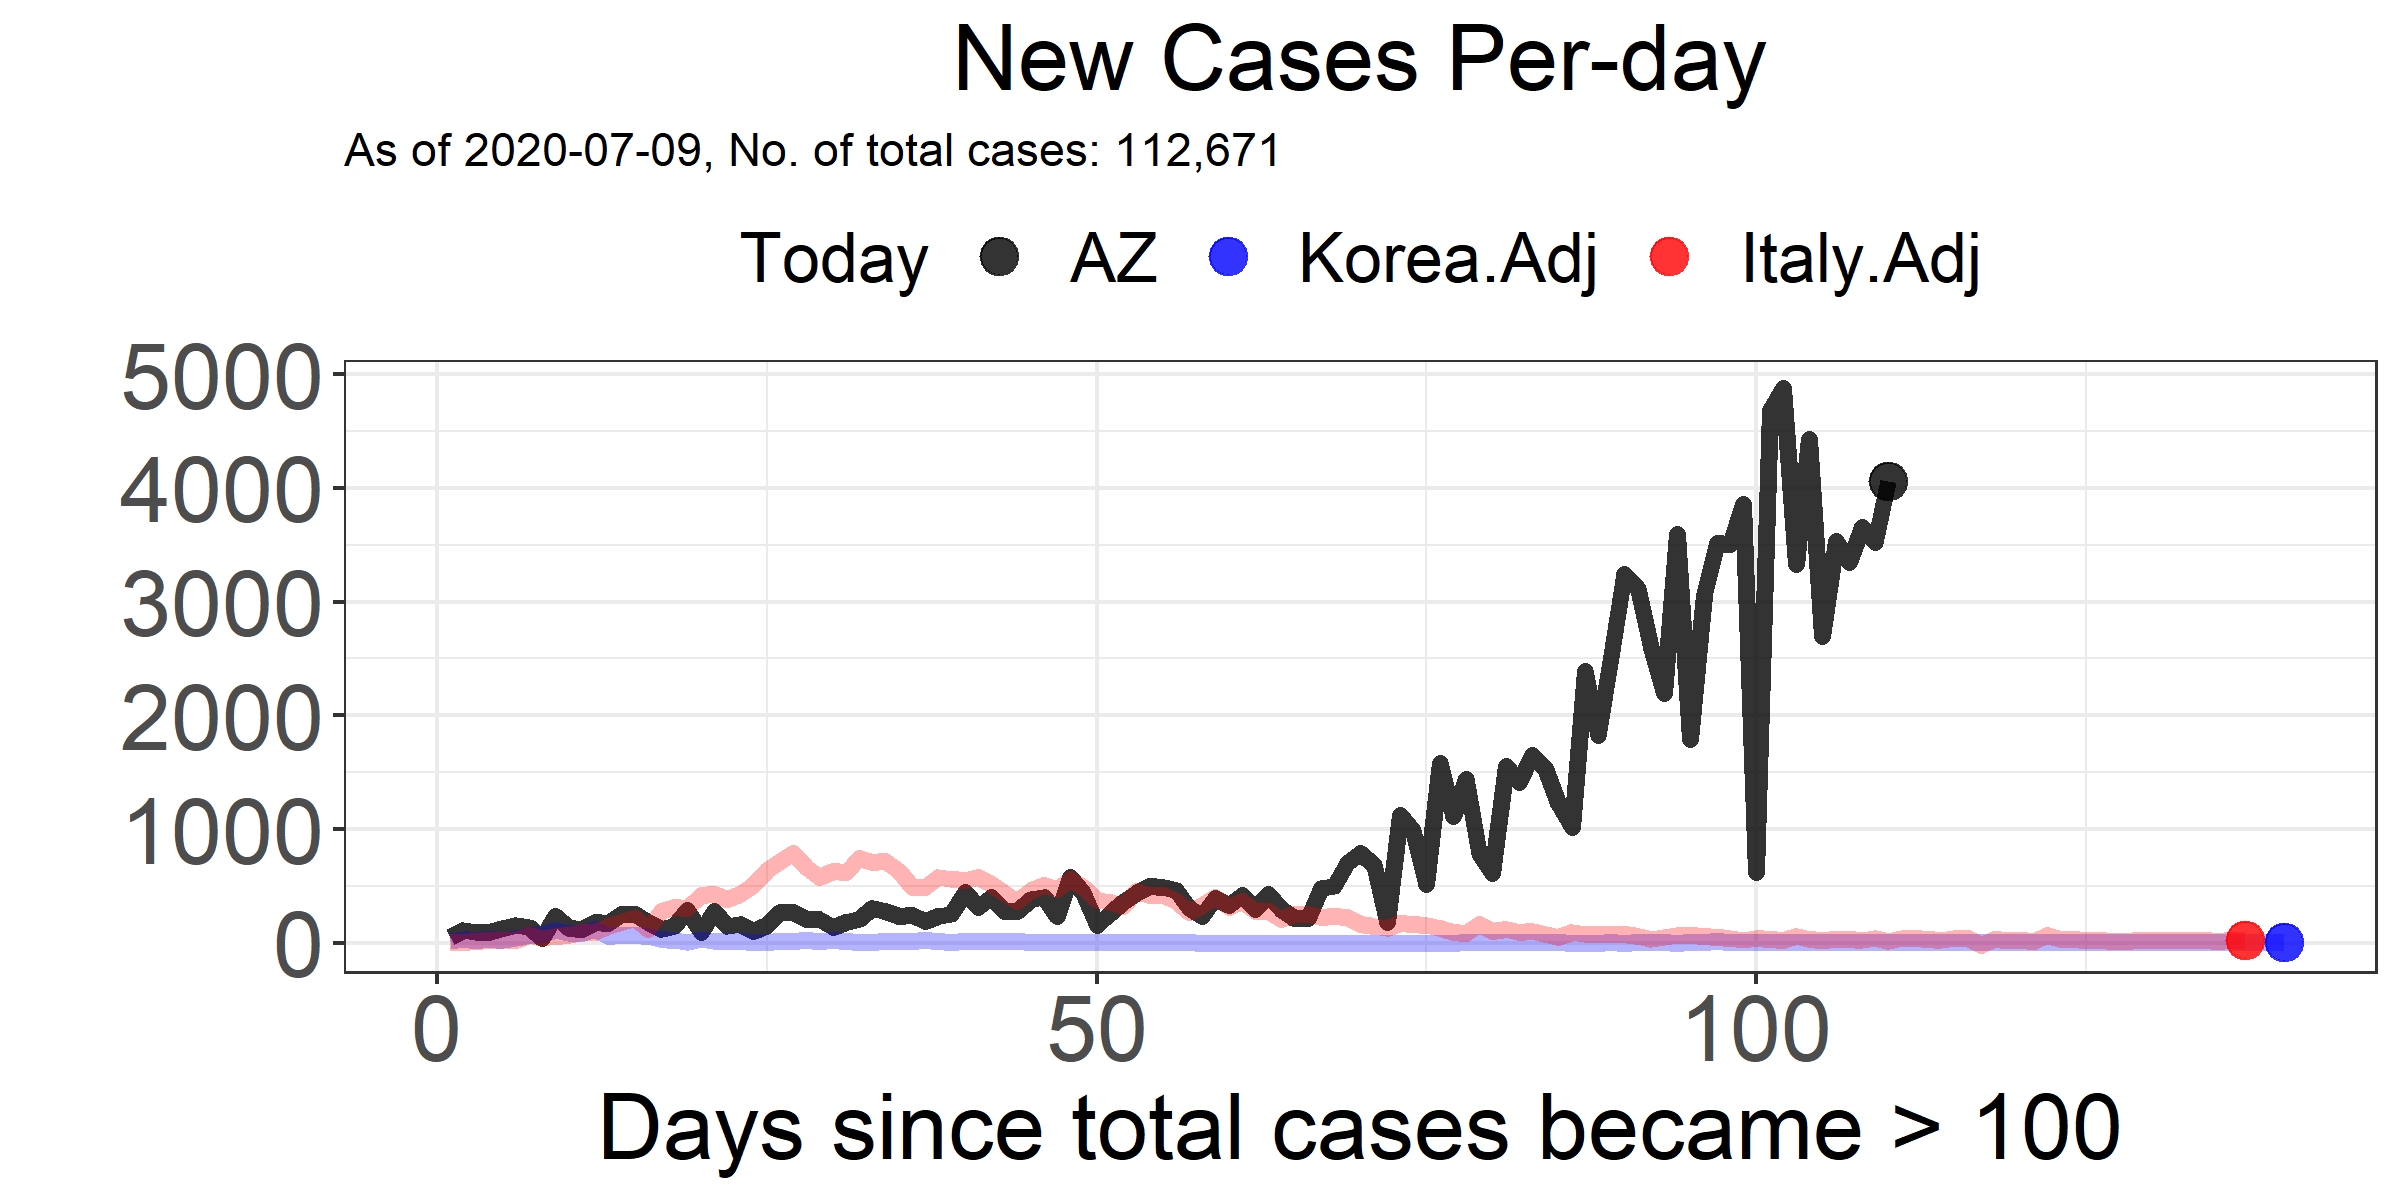 New Cases Per-day
As of 2020-07-09, No. of total cases: 112,671
Today AZ Korea.Adj Italy.Adj
5000
4000
3000
2000
1000
0
0 50 100
Days since total cases became > 100